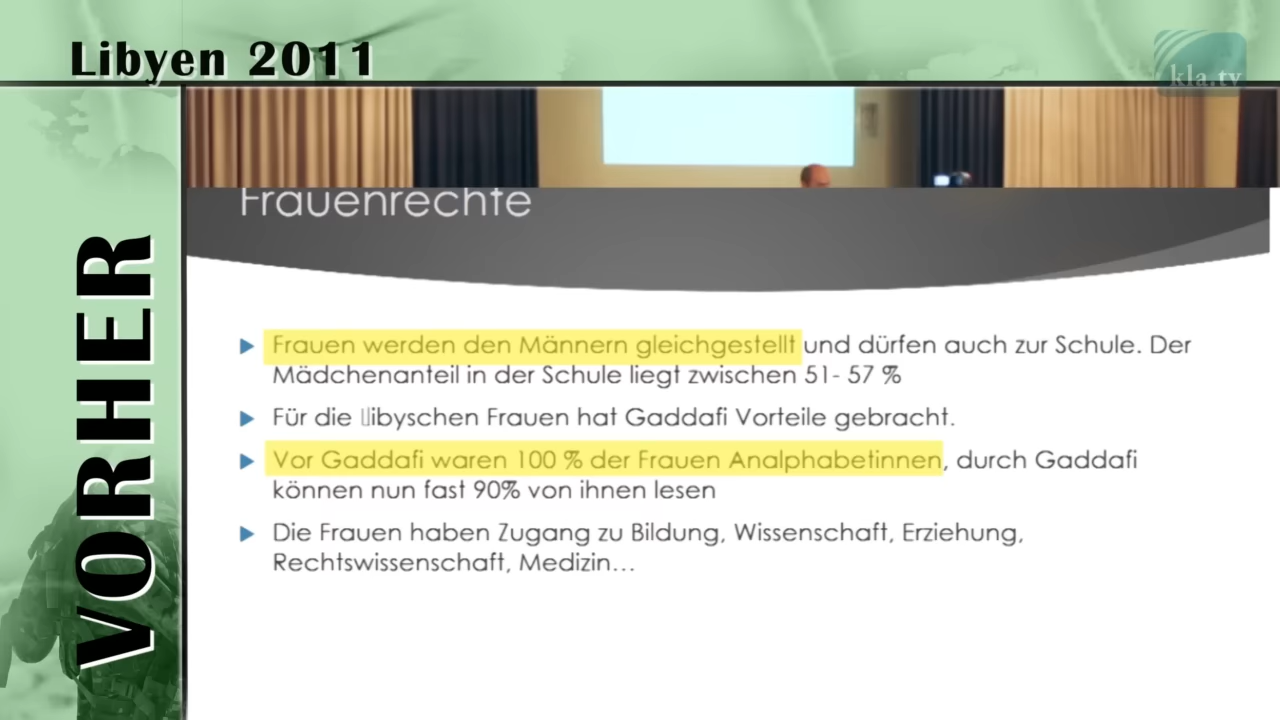 Libyen 2011
kla.tv
VORHER
Frauenrechte
Frauen werden den Männern gleichgestellt und dürfen auch zur Schule. Der
Mädchenanteil in der Schule liegt zwischen 51- 57 %
Für die libyschen Frauen hat Gaddafi Vorteile gebracht.
Vor Gaddafi waren 100 % der Frauen Analphabetinnen, durch Gaddafi
können nun fast 90% von ihnen lesen
Die Frauen haben Zugang zu Bildung, Wissenschaft, Erziehung,
Rechtswissenschaft, Medizin...